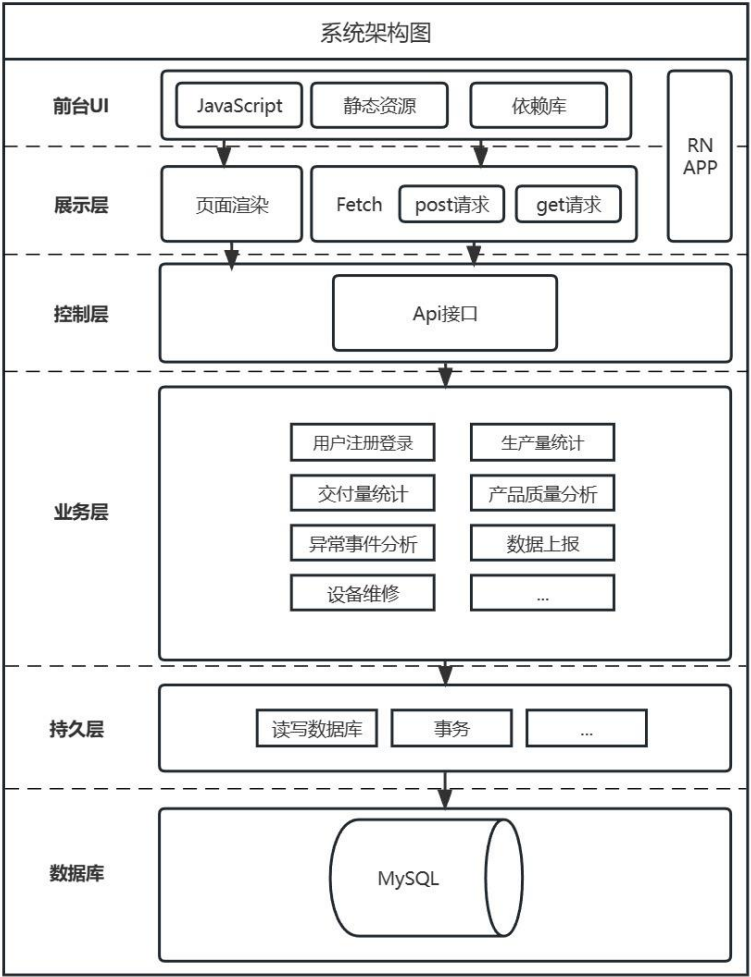 系统架构图
前台UI
JavaScript
静态资源
依赖库
RN
APP
展示层
页面渲染
Fetch
post请求
get请求
控制层
Api接口
业务层
用户注册登录
生产量统计
交付量统计
产品质量分析
异常事件分析
数据上报
设备维修
...
持久层
读写数据库
事务
...
数据库
MySQL